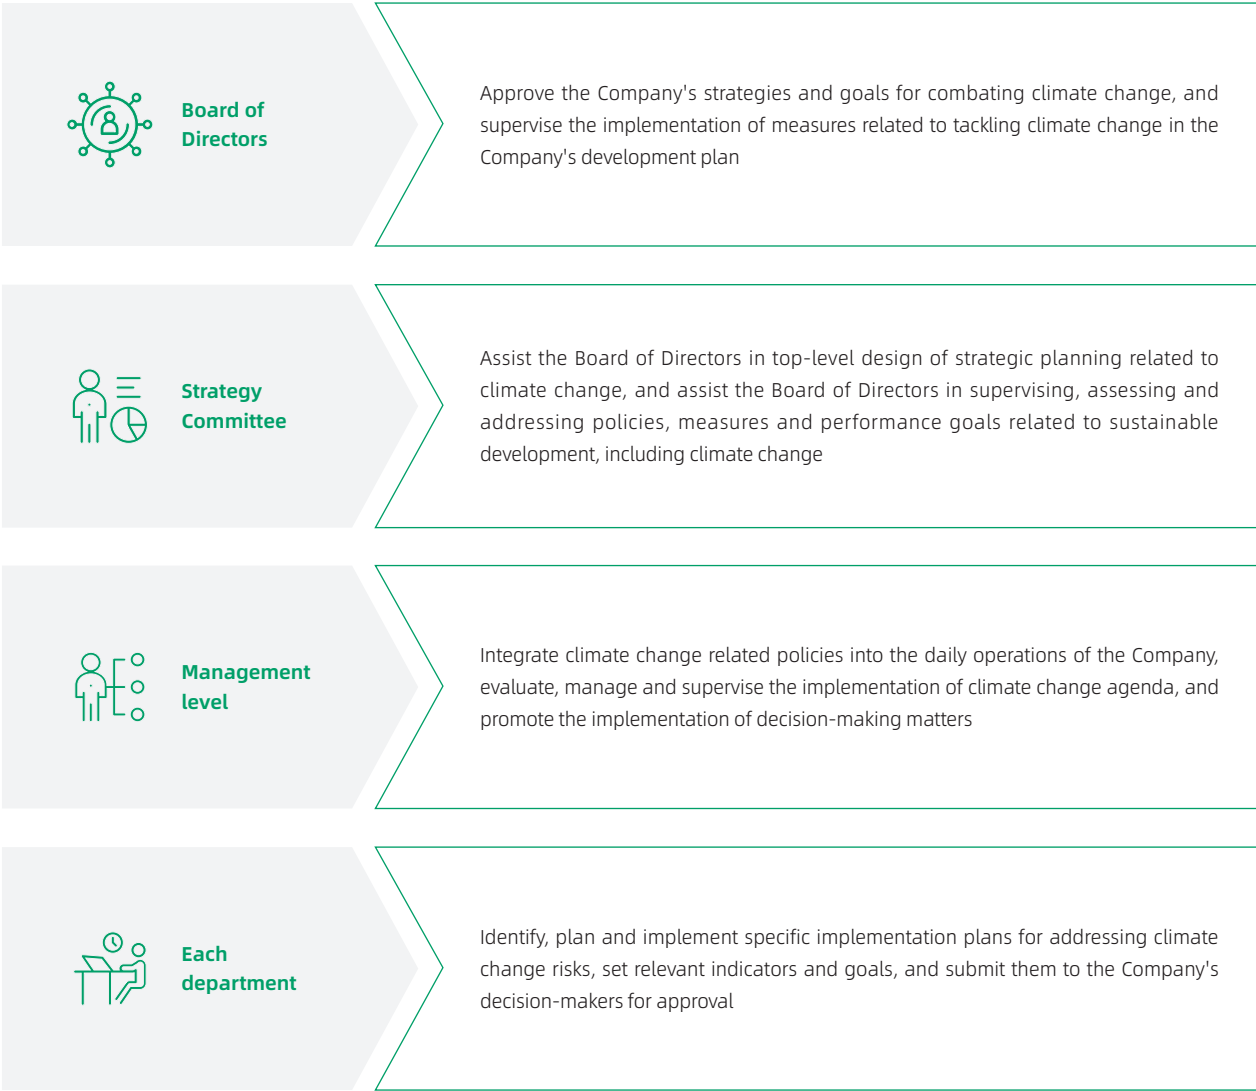 Board of
Directors
Approve the Company's strategies and goals for combating climate change, and
supervise the implementation of measures related to tackling climate change in the
Company's development plan
Strategy
Committee
Assist the Board of Directors in top-level design of strategic planning related to
climate change, and assist the Board of Directors in supervising, assessing and
addressing policies, measures and performance goals related to sustainable
development, including climate change
Management
level
Integrate climate change related policies into the daily operations of the Company,
evaluate, manage and supervise the implementation of climate change agenda, and
promote the implementation of decision-making matters
Each
department
Identify, plan and implement specific implementation plans for addressing climate
change risks, set relevant indicators and goals, and submit them to the Company's
decision-makers for approval